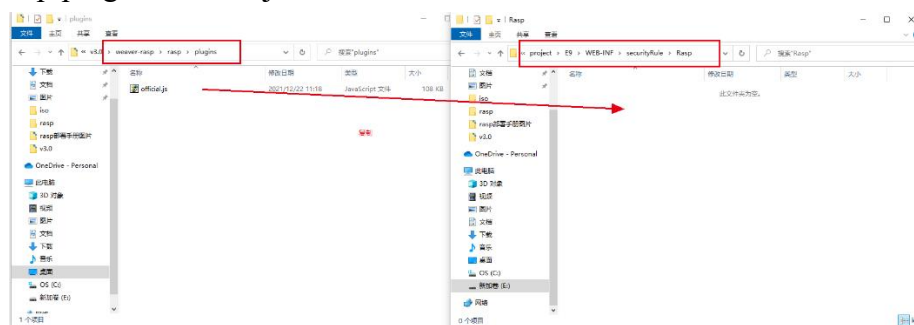 plugins
文件 主页 共享 查看
v3.0 › weever-rasp › rasp › plugins
搜索"plugins"
下载
文档
图片
iso
rasp
rasp部署手册图片
v3.0
OneDrive - Personal
此电脑
3D 对象
视频
图片
文档
下载
音乐
桌面
OS (C:)
新加卷 (E:)
1 个项目
名称 修改日期 类型 大小
official.js 2021/12/22 11:18 JavaScript 文件 108 KB
复制
Rasp
文件 主页 共享 查看
« project › E9 › WEB-INF › securityRule › Rasp
搜索"Rasp"
文档
图片
iso
rasp
rasp部署手册图片
v3.0
OneDrive - Personal
此电脑
3D 对象
视频
图片
文档
下载
音乐
桌面
OS (C:)
新加卷 (E:)
网络
0 个项目
名称 修改日期 类型 大小
此文件夹为空。